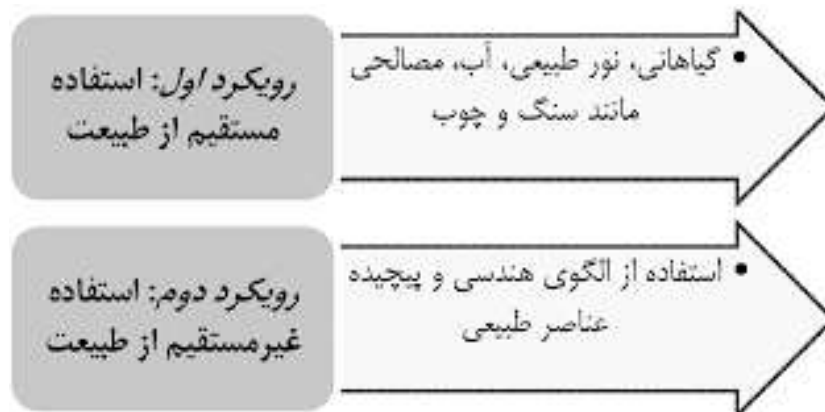 رویکرد اول: استفاده
مستقیم از طبیعت
• گیاهانی، نور طبیعی، آب، مصالحی
مانند سنگ و چوب
رویکرد دوم: استفاده
غیرمستقیم از طبیعت
• استفاده از الگوی هندسی و پیچیده
عناصر طبیعی